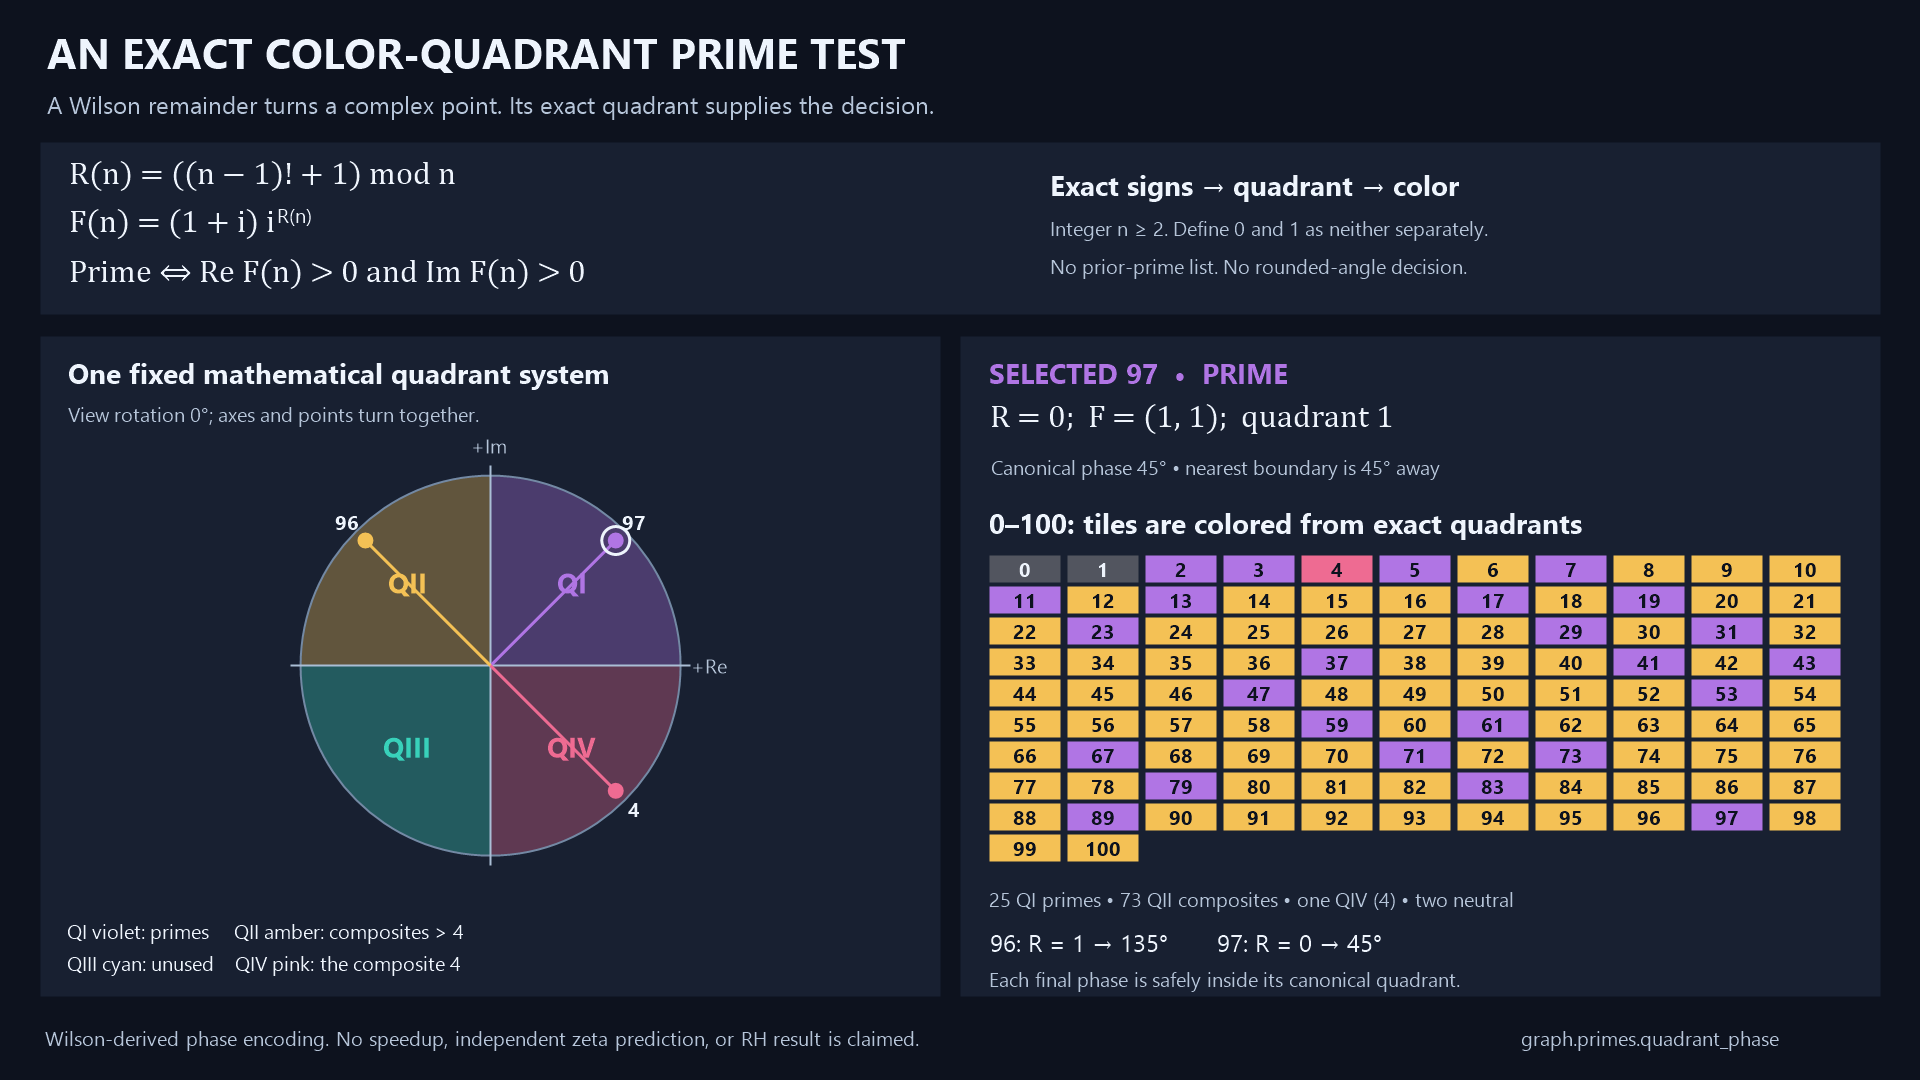 AN EXACT COLOR-QUADRANT PRIME TEST
A Wilson remainder turns a complex point. Its exact quadrant supplies the decision.
R(n) = ((n − 1)! + 1) mod n
F(n) = (1 + i) i^R(n)
Prime ⇔ Re F(n) > 0 and Im F(n) > 0
Exact signs → quadrant → color
Integer n ≥ 2. Define 0 and 1 as neither separately.
No prior-prime list. No rounded-angle decision.
One fixed mathematical quadrant system
View rotation 0°; axes and points turn together.
+Im
96
97
QII
QI
+Re
QIII
QIV
4
QI violet: primes QII amber: composites > 4
QIII cyan: unused QIV pink: the composite 4
SELECTED 97 • PRIME
R = 0; F = (1, 1); quadrant 1
Canonical phase 45° • nearest boundary is 45° away
0–100: tiles are colored from exact quadrants
0 1 2 3 4 5 6 7 8 9 10
11 12 13 14 15 16 17 18 19 20 21
22 23 24 25 26 27 28 29 30 31 32
33 34 35 36 37 38 39 40 41 42 43
44 45 46 47 48 49 50 51 52 53 54
55 56 57 58 59 60 61 62 63 64 65
66 67 68 69 70 71 72 73 74 75 76
77 78 79 80 81 82 83 84 85 86 87
88 89 90 91 92 93 94 95 96 97 98
99 100
25 QI primes • 73 QII composites • one QIV (4) • two neutral
96: R = 1 → 135° 97: R = 0 → 45°
Each final phase is safely inside its canonical quadrant.
Wilson-derived phase encoding. No speedup, independent zeta prediction, or RH result is claimed.
graph.primes.quadrant_phase